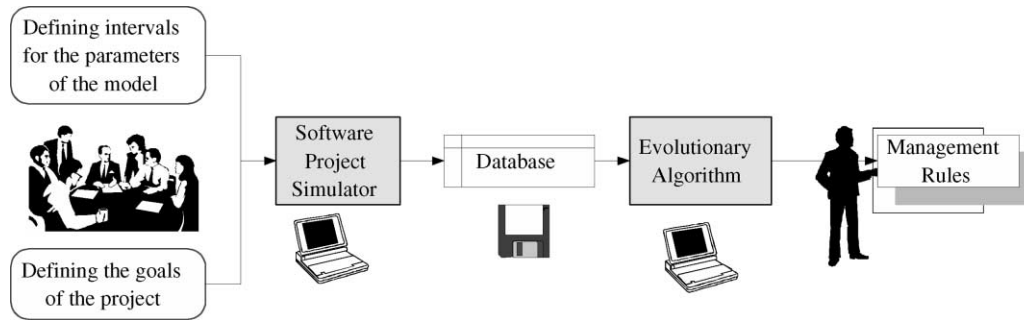 Defining intervals
for the parameters
of the model
Defining the goals
of the project
Software
Project
Simulator
Database
Evolutionary
Algorithm
Management
Rules